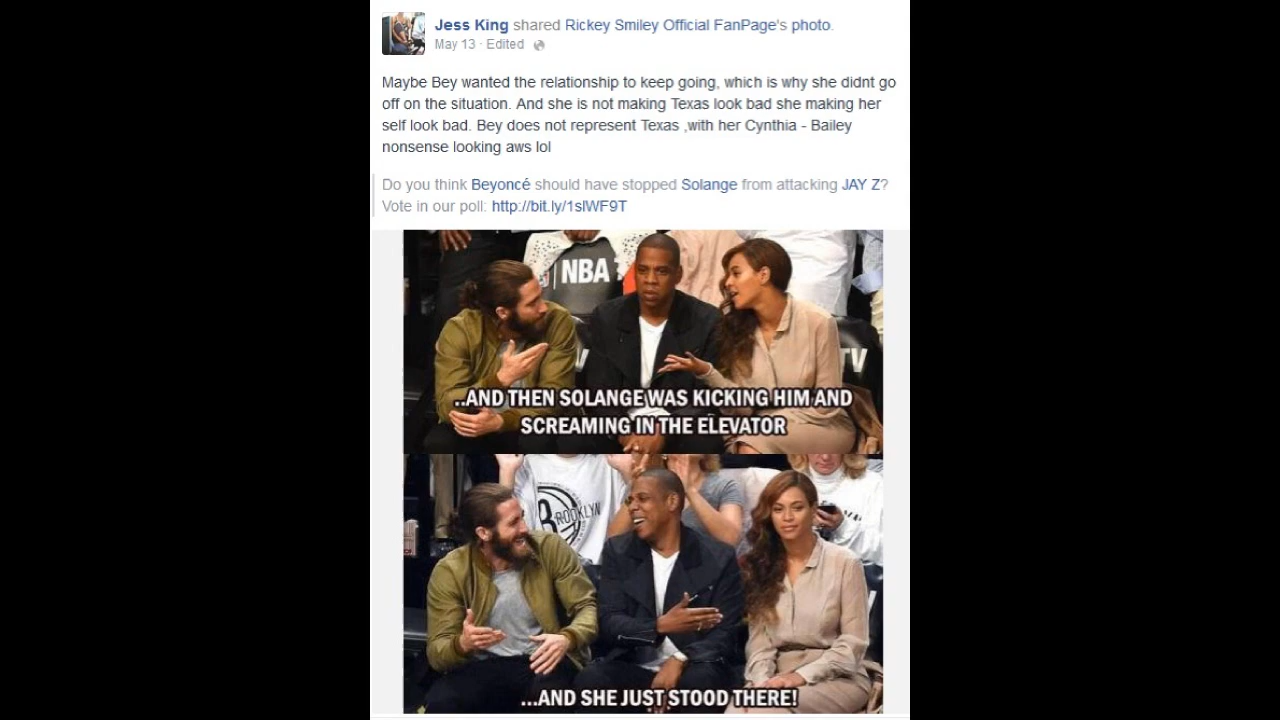 Jess King shared Rickey Smiley Official FanPage's photo.
May 13 · Edited
Maybe Bey wanted the relationship to keep going, which is why she didnt go
off on the situation. And she is not making Texas look bad she making her
self look bad. Bey does not represent Texas ,with her Cynthia - Bailey
nonsense looking aws lol
Do you think Beyoncé should have stopped Solange from attacking JAY Z?
Vote in our poll: http://bit.ly/1slWF9T
NBA
TV
..AND THEN SOLANGE WAS KICKING HIM AND
SCREAMING IN THE ELEVATOR
BROOKLYN
...AND SHE JUST STOOD THERE!